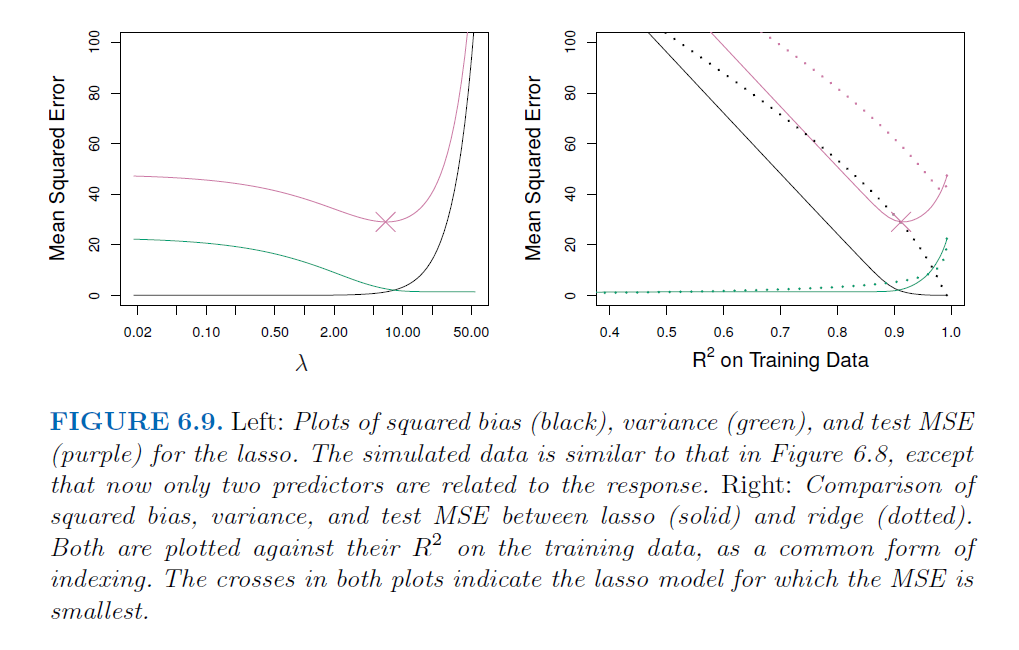 Mean Squared Error
0 20 40 60 80 100
0.02 0.10 0.50 2.00 10.00 50.00
λ
Mean Squared Error
0 20 40 60 80 100
0.4 0.5 0.6 0.7 0.8 0.9 1.0
R² on Training Data
FIGURE 6.9. Left: Plots of squared bias (black), variance (green), and test MSE
(purple) for the lasso. The simulated data is similar to that in Figure 6.8, except
that now only two predictors are related to the response. Right: Comparison of
squared bias, variance, and test MSE between lasso (solid) and ridge (dotted).
Both are plotted against their R² on the training data, as a common form of
indexing. The crosses in both plots indicate the lasso model for which the MSE is
smallest.